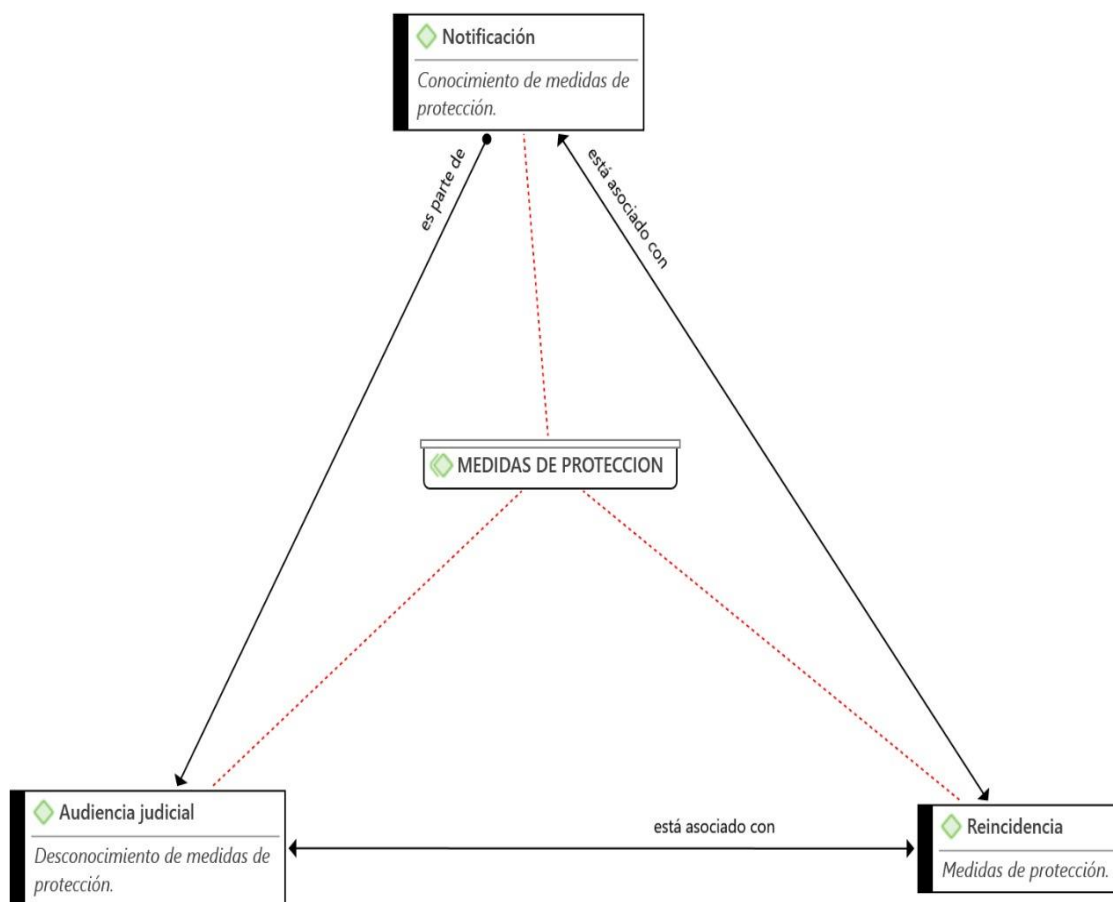 Notificación
Conocimiento de medidas de
protección.
es parte de
está asociado con
MEDIDAS DE PROTECCION
Audiencia judicial
Desconocimiento de medidas de
protección.
está asociado con
Reincidencia
Medidas de protección.